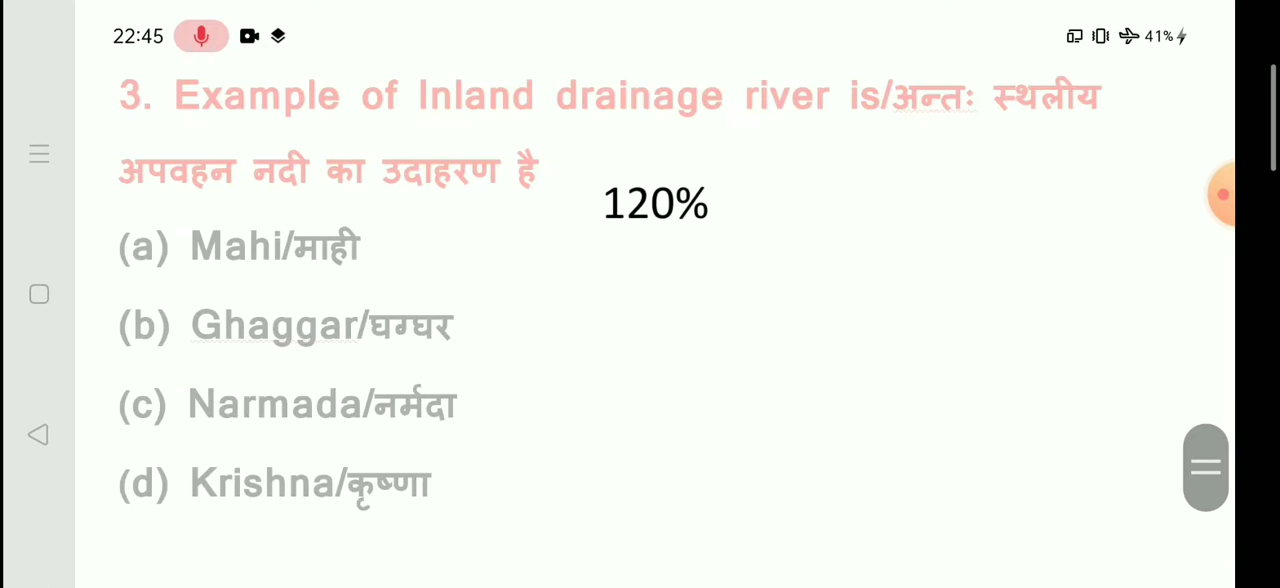 22:45
41%
3. Example of Inland drainage river is/अन्तः स्थलीय
अपवहन नदी का उदाहरण है
120%
(a) Mahi/माही
(b) Ghaggar/घग्घर
(c) Narmada/नर्मदा
(d) Krishna/कृष्णा